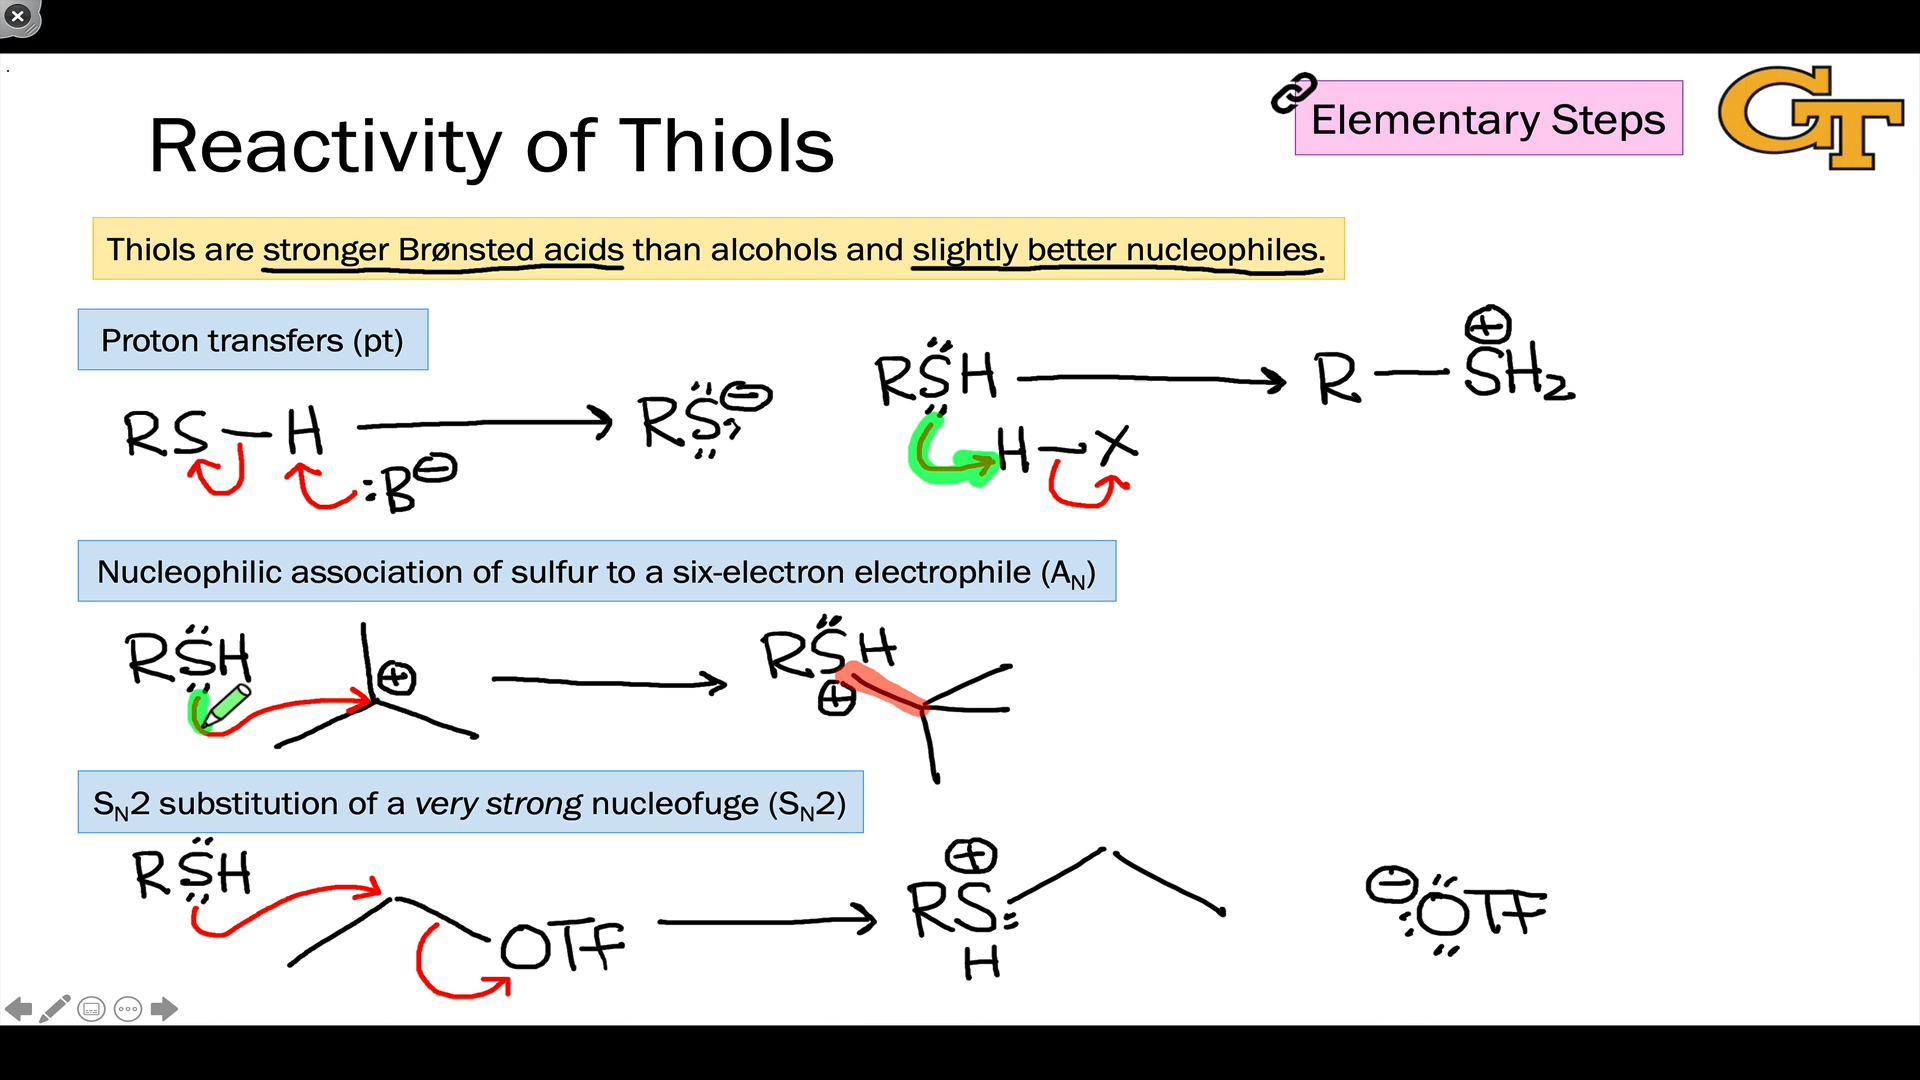 Reactivity of Thiols
Elementary Steps
GT
Thiols are stronger Brønsted acids than alcohols and slightly better nucleophiles.
Proton transfers (pt)
RS—H :B⊖ → RS⊖
RSH H—X → R—SH₂ ⊕
Nucleophilic association of sulfur to a six-electron electrophile (Aₙ)
RSH ⊕ → RSH ⊕
Sₙ2 substitution of a very strong nucleofuge (Sₙ2)
RSH OTf → RS ⊕ H ⊖ OTf